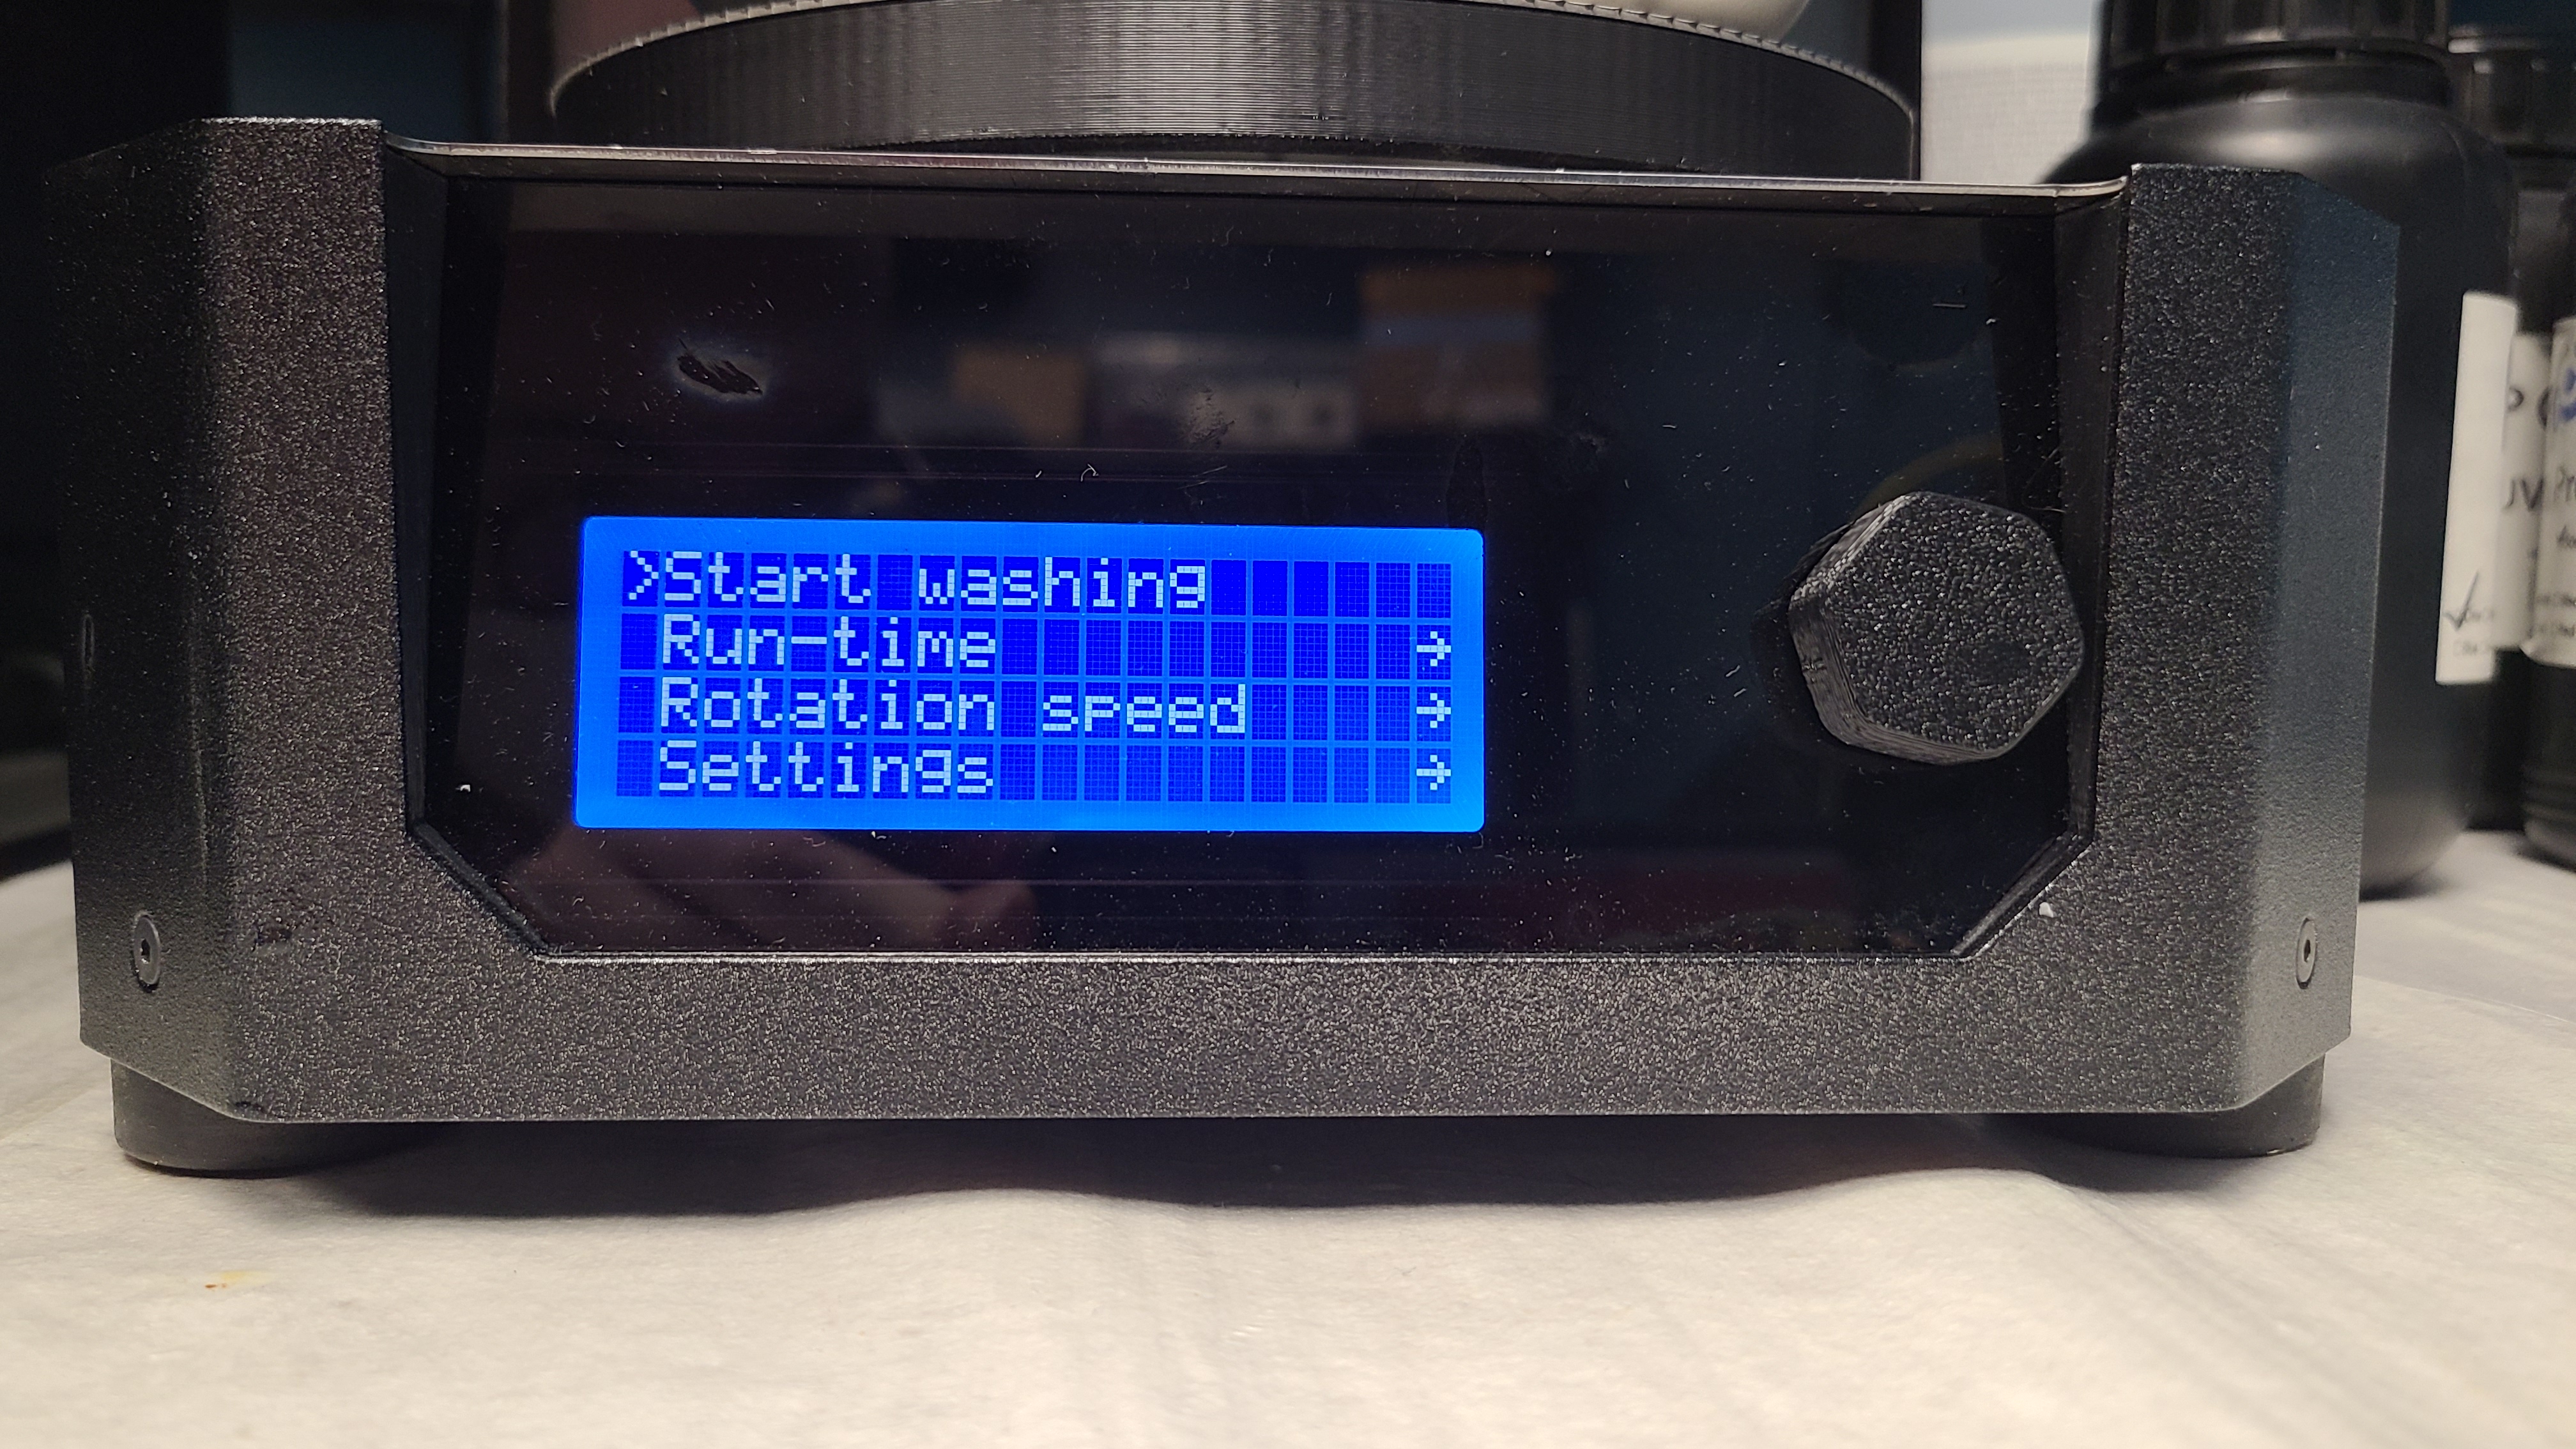 >Start washing
Run-time →
Rotation speed →
Settings →